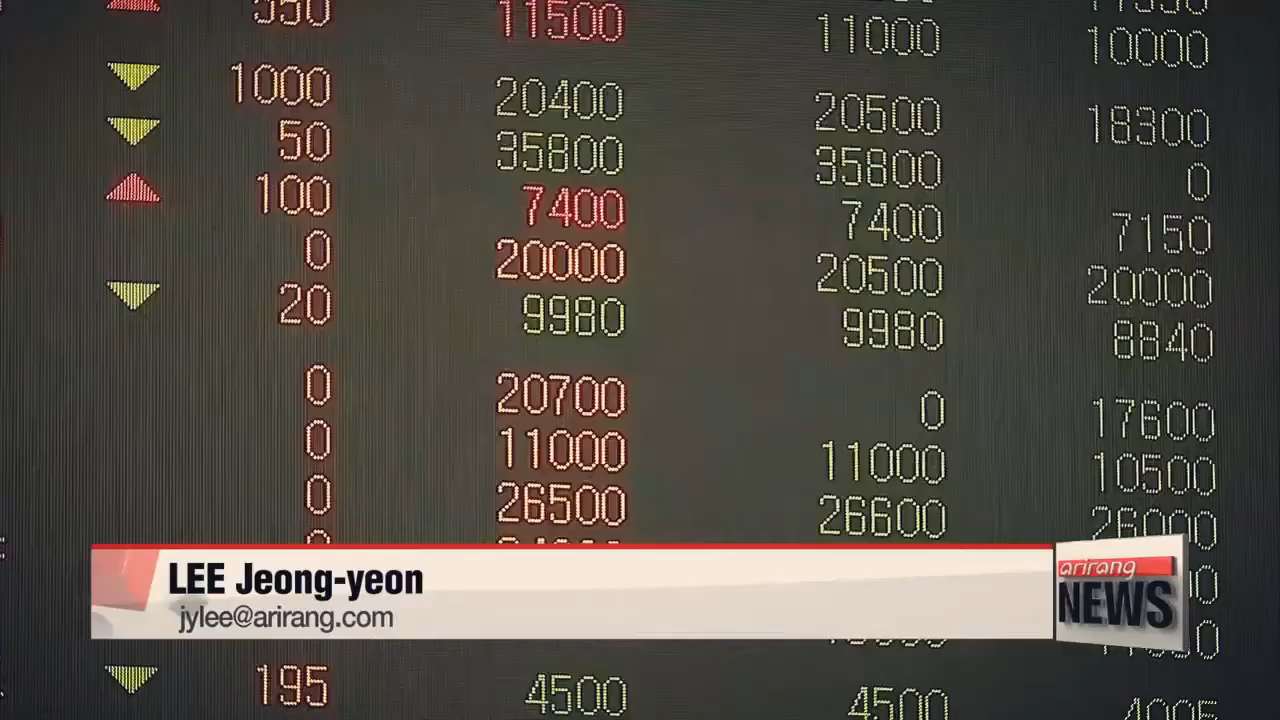 350 11500 11000 10000
1000 20400 20500 18300
50 35800 35800 0
100 7400 7400 7150
0 20000 20500 20000
20 9980 9980 8840
0 20700 0 17600
0 11000 11000 10500
0 26500 26600 26000
LEE Jeong-yeon
jylee@arirang.com
arirang
NEWS
195 4500 4500